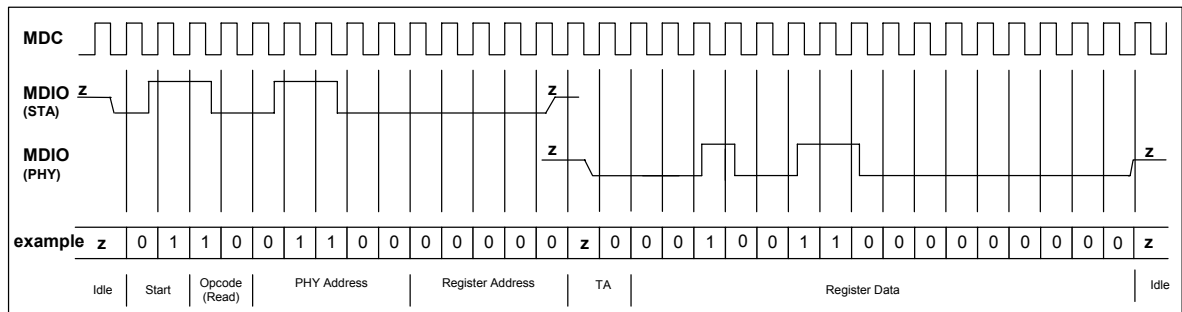 MDC
MDIO
(STA)
z
z
MDIO
(PHY)
z
z
example z 0 1 1 0 0 1 1 0 0 0 0 0 0 0 z 0 0 0 1 0 0 1 1 0 0 0 0 0 0 0 0 0 z
Idle Start Opcode (Read) PHY Address Register Address TA Register Data Idle